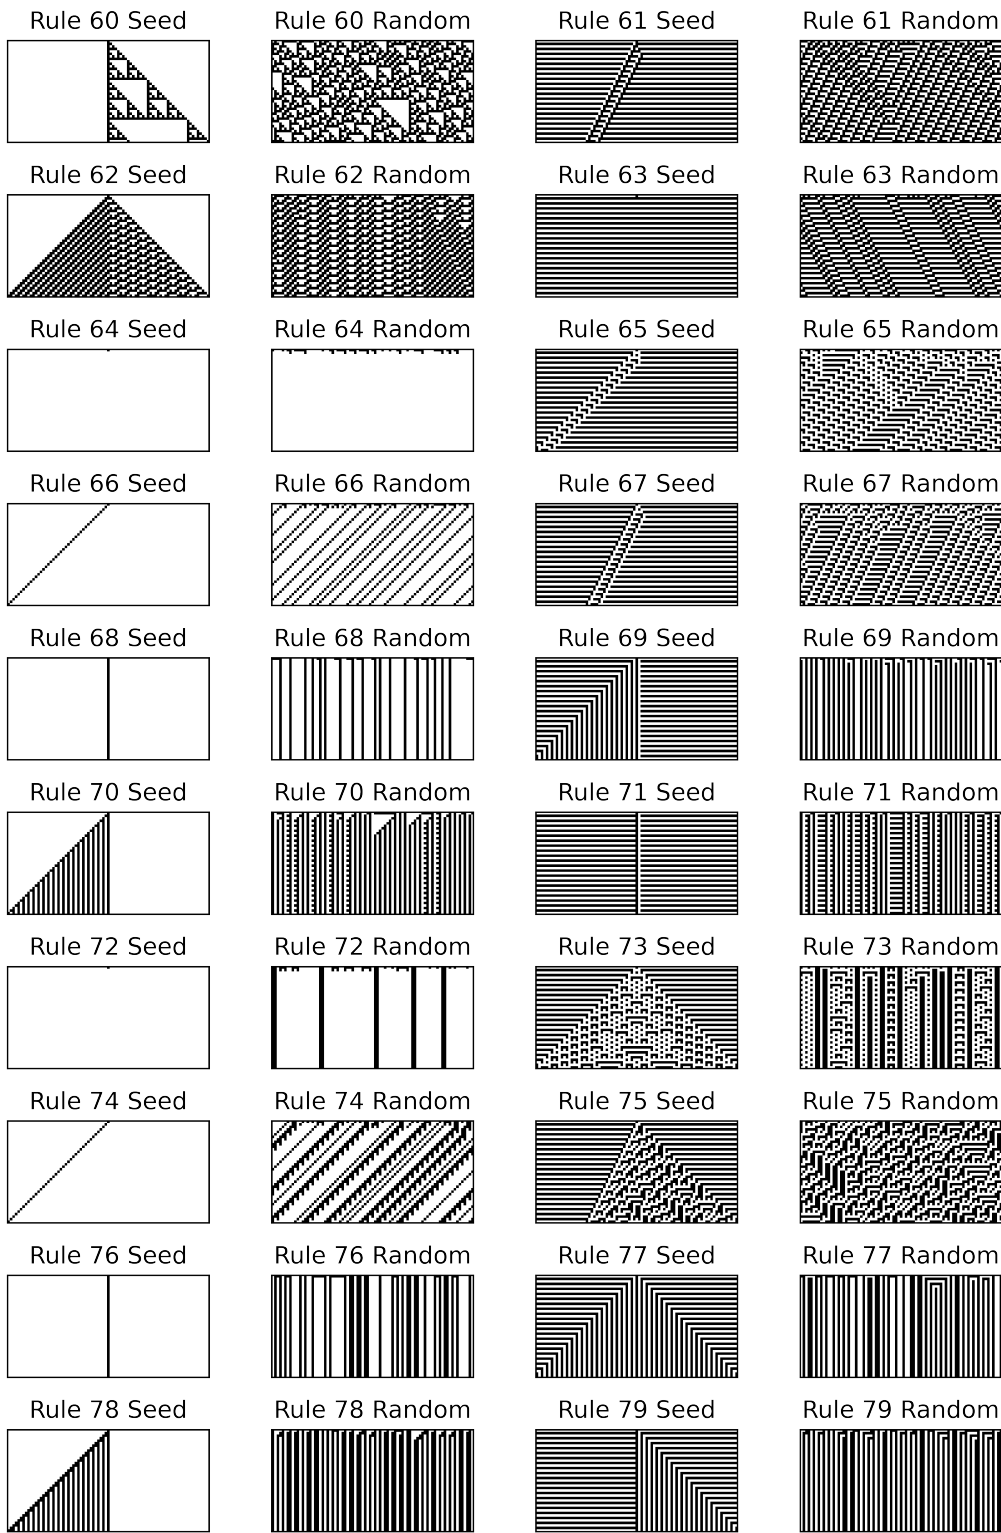 Rule 60 Seed Rule 60 Random Rule 61 Seed Rule 61 Random
Rule 62 Seed Rule 62 Random Rule 63 Seed Rule 63 Random
Rule 64 Seed Rule 64 Random Rule 65 Seed Rule 65 Random
Rule 66 Seed Rule 66 Random Rule 67 Seed Rule 67 Random
Rule 68 Seed Rule 68 Random Rule 69 Seed Rule 69 Random
Rule 70 Seed Rule 70 Random Rule 71 Seed Rule 71 Random
Rule 72 Seed Rule 72 Random Rule 73 Seed Rule 73 Random
Rule 74 Seed Rule 74 Random Rule 75 Seed Rule 75 Random
Rule 76 Seed Rule 76 Random Rule 77 Seed Rule 77 Random
Rule 78 Seed Rule 78 Random Rule 79 Seed Rule 79 Random